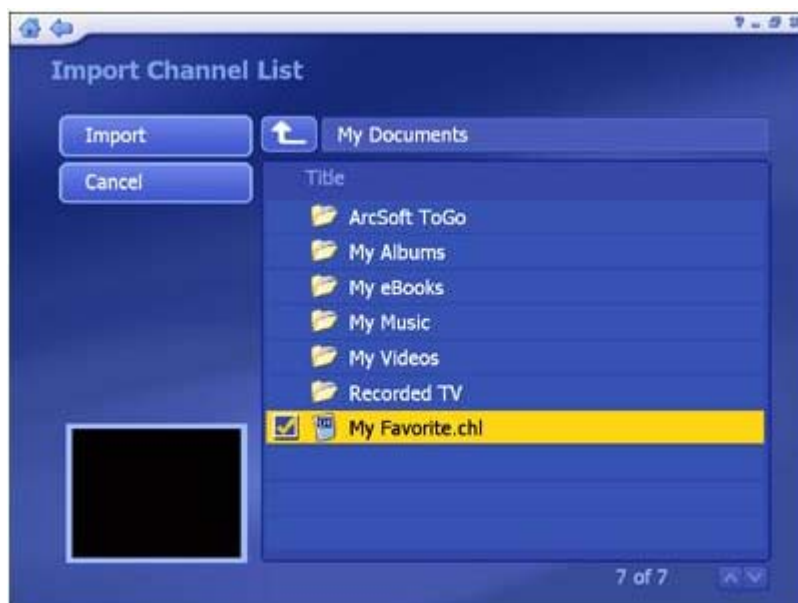 Import Channel List
Import
My Documents
Cancel
Title
ArcSoft ToGo
My Albums
My eBooks
My Music
My Videos
Recorded TV
My Favorite.chl
7 of 7